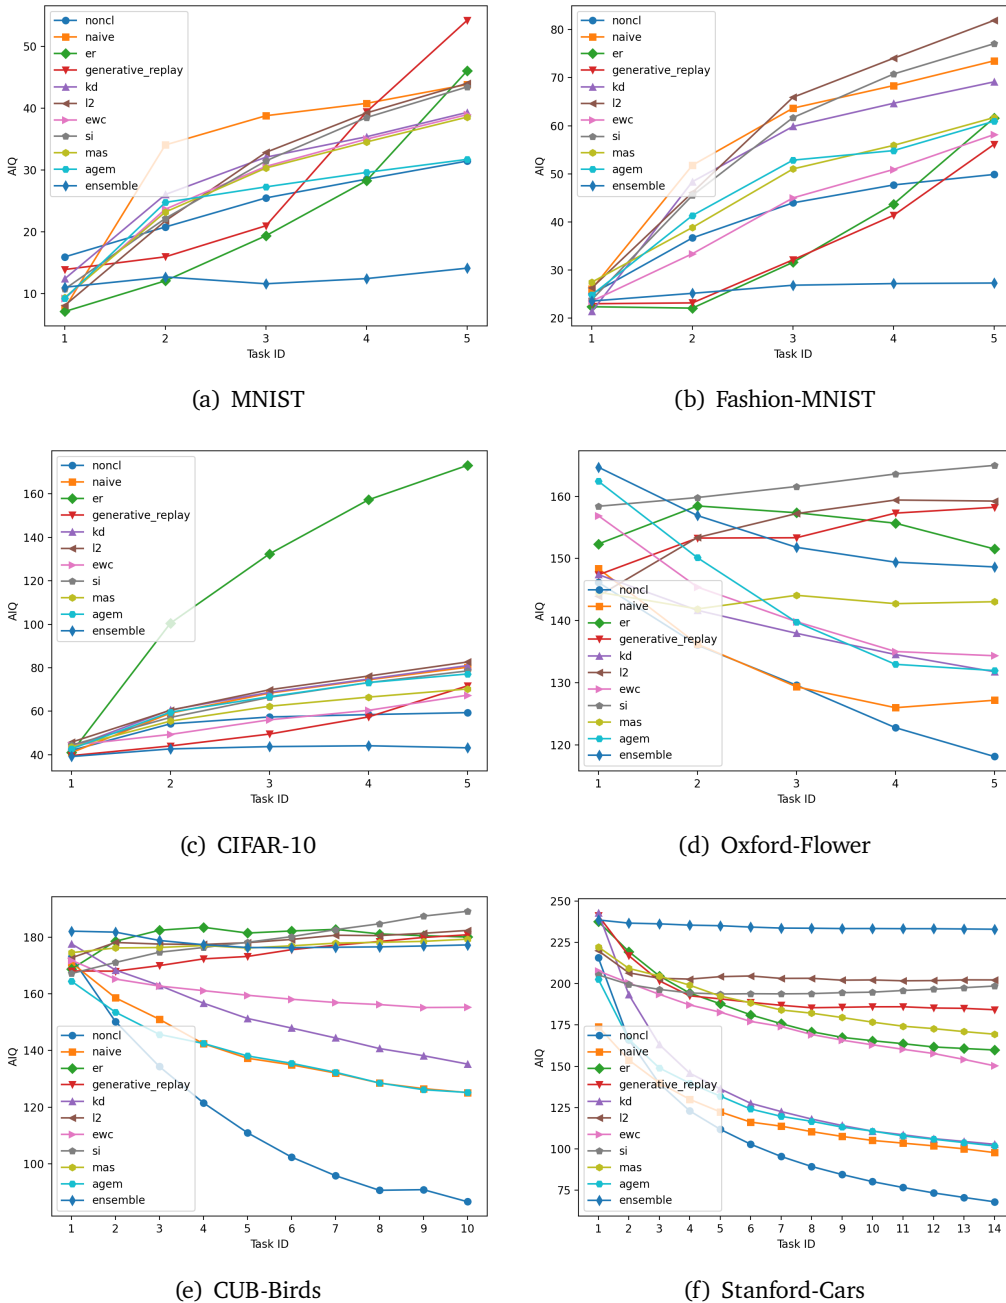 noncl
naive
er
generative_replay
kd
l2
ewc
si
mas
agem
ensemble
50
40
30
20
10
AIQ
1 2 3 4 5
Task ID
(a) MNIST
noncl
naive
er
generative_replay
kd
l2
ewc
si
mas
agem
ensemble
80
70
60
50
40
30
20
AIQ
1 2 3 4 5
Task ID
(b) Fashion-MNIST
noncl
naive
er
generative_replay
kd
l2
ewc
si
mas
agem
ensemble
160
140
120
100
80
60
40
AIQ
1 2 3 4 5
Task ID
(c) CIFAR-10
160
150
140
130
120
AIQ
noncl
naive
er
generative_replay
kd
l2
ewc
si
mas
agem
ensemble
1 2 3 4 5
Task ID
(d) Oxford-Flower
180
160
140
120
100
AIQ
noncl
naive
er
generative_replay
kd
l2
ewc
si
mas
agem
ensemble
1 2 3 4 5 6 7 8 9 10
Task ID
(e) CUB-Birds
250
225
200
175
150
125
100
75
AIQ
noncl
naive
er
generative_replay
kd
l2
ewc
si
mas
agem
ensemble
1 2 3 4 5 6 7 8 9 10 11 12 13 14
Task ID
(f) Stanford-Cars